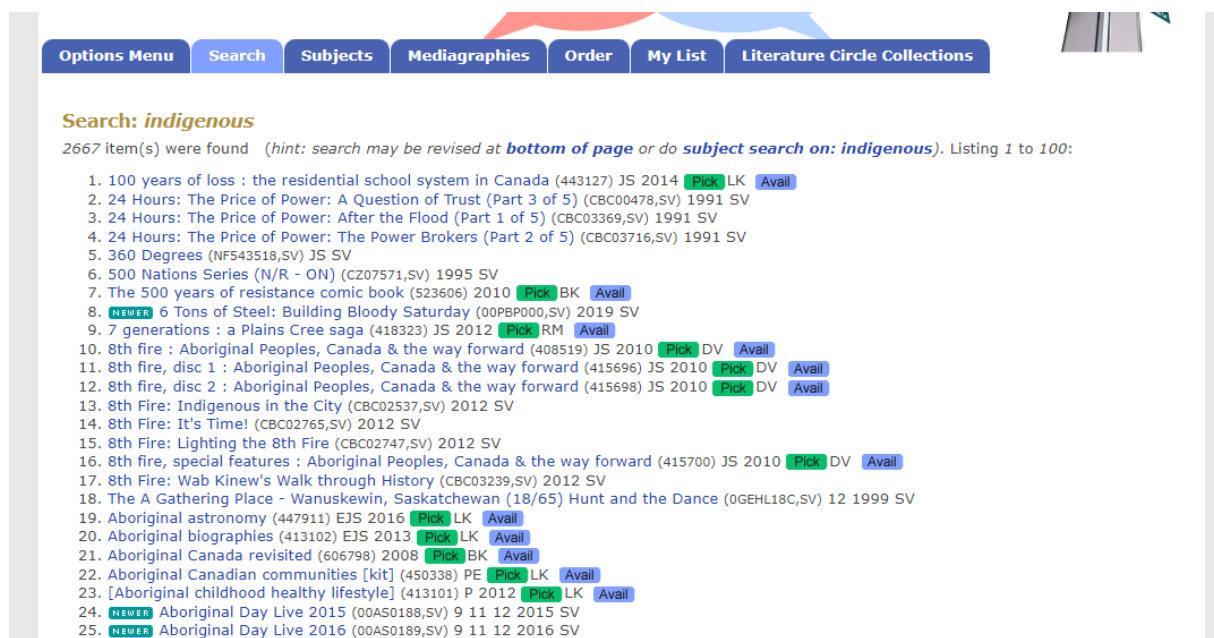 Options Menu Search Subjects Mediagraphies Order My List Literature Circle Collections
Search: indigenous
2667 item(s) were found (hint: search may be revised at bottom of page or do subject search on: indigenous). Listing 1 to 100:
1. 100 years of loss : the residential school system in Canada (443127) JS 2014 Pick LK Avail
2. 24 Hours: The Price of Power: A Question of Trust (Part 3 of 5) (CBC00478,SV) 1991 SV
3. 24 Hours: The Price of Power: After the Flood (Part 1 of 5) (CBC03369,SV) 1991 SV
4. 24 Hours: The Price of Power: The Power Brokers (Part 2 of 5) (CBC03716,SV) 1991 SV
5. 360 Degrees (NF543518,SV) JS SV
6. 500 Nations Series (N/R - ON) (CZ07571,SV) 1995 SV
7. The 500 years of resistance comic book (523606) 2010 Pick BK Avail
8. NEWER 6 Tons of Steel: Building Bloody Saturday (00PBP000,SV) 2019 SV
9. 7 generations : a Plains Cree saga (418323) JS 2012 Pick RM Avail
10. 8th fire : Aboriginal Peoples, Canada & the way forward (408519) JS 2010 Pick DV Avail
11. 8th fire, disc 1 : Aboriginal Peoples, Canada & the way forward (415696) JS 2010 Pick DV Avail
12. 8th fire, disc 2 : Aboriginal Peoples, Canada & the way forward (415698) JS 2010 Pick DV Avail
13. 8th Fire: Indigenous in the City (CBC02537,SV) 2012 SV
14. 8th Fire: It's Time! (CBC02765,SV) 2012 SV
15. 8th Fire: Lighting the 8th Fire (CBC02747,SV) 2012 SV
16. 8th fire, special features : Aboriginal Peoples, Canada & the way forward (415700) JS 2010 Pick DV Avail
17. 8th Fire: Wab Kinew's Walk through History (CBC03239,SV) 2012 SV
18. The A Gathering Place - Wanuskewin, Saskatchewan (18/65) Hunt and the Dance (0GEHL18C,SV) 12 1999 SV
19. Aboriginal astronomy (447911) EJS 2016 Pick LK Avail
20. Aboriginal biographies (413102) EJS 2013 Pick LK Avail
21. Aboriginal Canada revisited (606798) 2008 Pick BK Avail
22. Aboriginal Canadian communities [kit] (450338) PE Pick LK Avail
23. [Aboriginal childhood healthy lifestyle] (413101) P 2012 Pick LK Avail
24. NEWER Aboriginal Day Live 2015 (00AS0188,SV) 9 11 12 2015 SV
25. NEWER Aboriginal Day Live 2016 (00AS0189,SV) 9 11 12 2016 SV